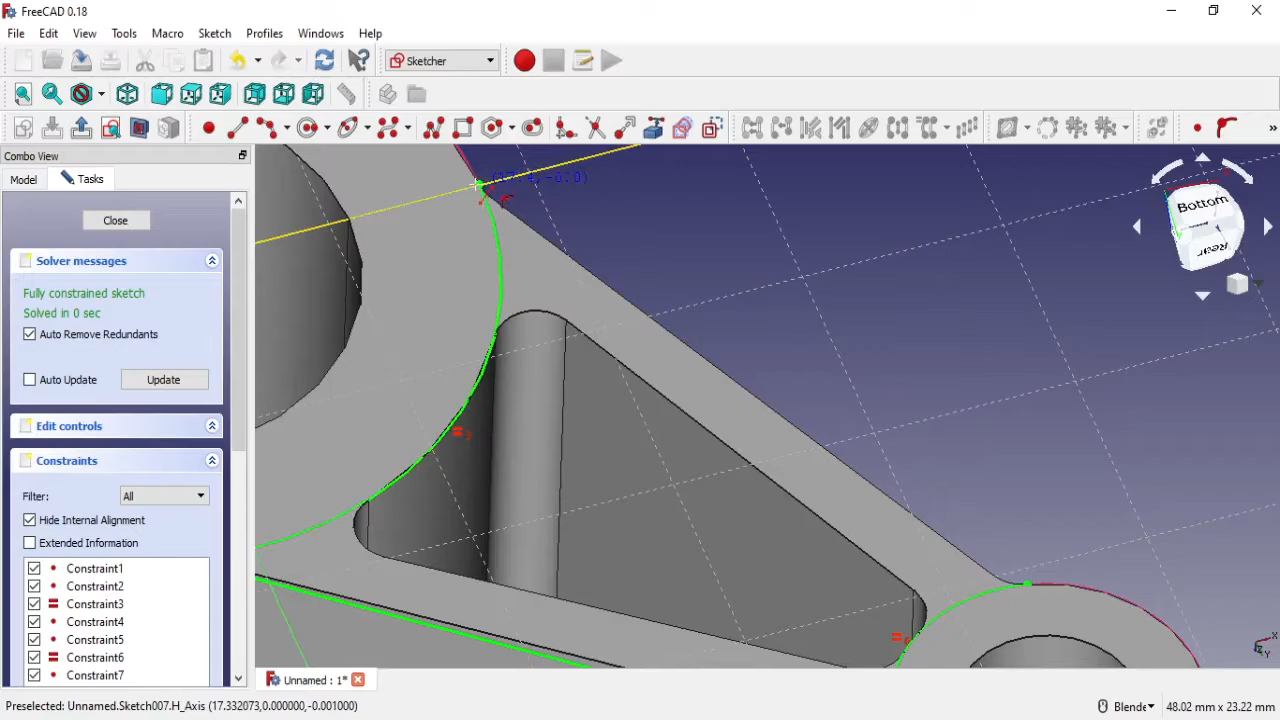 FreeCAD 0.18
File Edit View Tools Macro Sketch Profiles Windows Help
Sketcher
»
Combo View
Model Tasks
Close
Solver messages
Fully constrained sketch
Solved in 0 sec
Auto Remove Redundants
Auto Update Update
Edit controls
Constraints
Filter: All
Hide Internal Alignment
Extended Information
Constraint1
Constraint2
Constraint3
Constraint4
Constraint5
Constraint6
Constraint7
Bottom
Rear
X
Y
Unnamed : 1*
Preselected: Unnamed.Sketch007.H_Axis (17.332073,0.000000,-0.001000)
Blende
48.02 mm x 23.22 mm